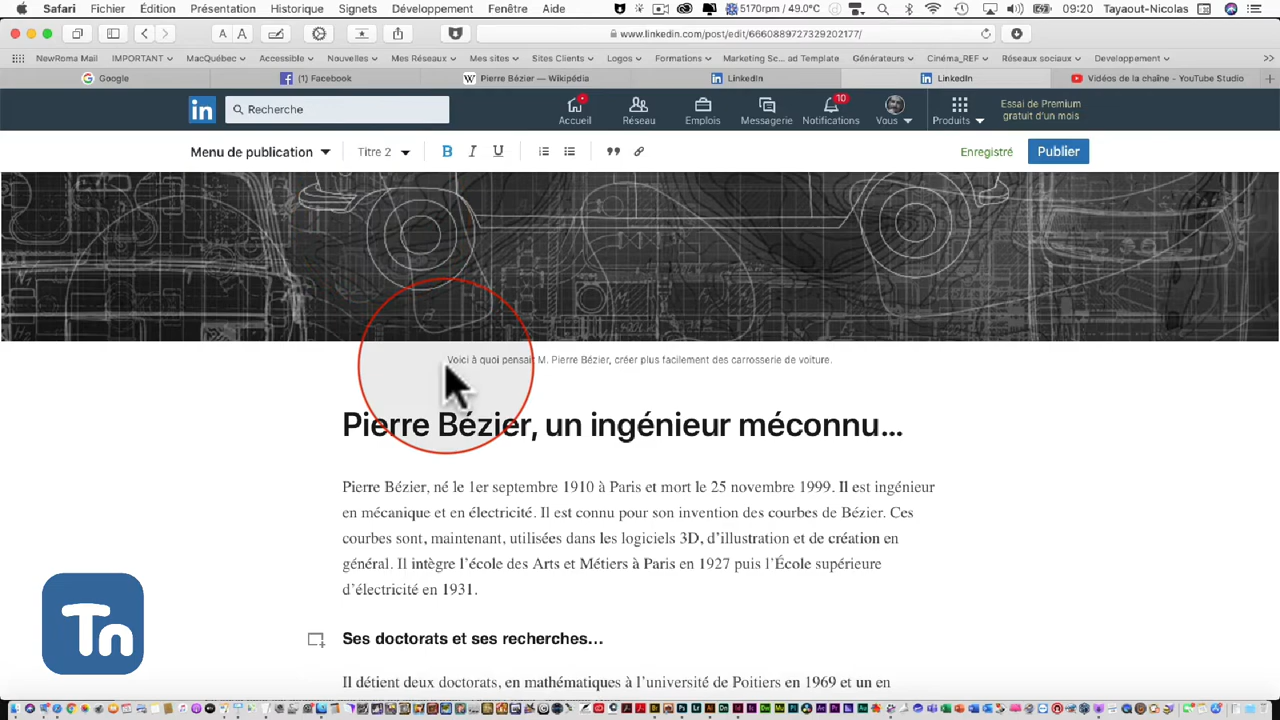 Safari Fichier Édition Présentation Historique Signets Développement Fenêtre Aide 5170rpm / 49.0°C 09:20 Tayaout-Nicolas
A A www.linkedin.com/post/edit/6660889727329202177/
NewRoma Mail IMPORTANT MacQuébec Accessible Nouvelles Mes Réseaux Mes sites Sites Clients Logos Formations Marketing Sc...ad Template Générateurs Cinéma_REF Réseaux sociaux Developpement
Google (1) Facebook Pierre Bézier — Wikipédia LinkedIn LinkedIn Vidéos de la chaîne - YouTube Studio
in Recherche Accueil Réseau Emplois Messagerie 10 Notifications Vous Produits Essai de Premium
gratuit d'un mois
Menu de publication Titre 2 B I U Enregistré Publier
Voici à quoi pensait M. Pierre Bézier, créer plus facilement des carrosserie de voiture.
Pierre Bézier, un ingénieur méconnu...
Pierre Bézier, né le 1er septembre 1910 à Paris et mort le 25 novembre 1999. Il est ingénieur
en mécanique et en électricité. Il est connu pour son invention des courbes de Bézier. Ces
courbes sont, maintenant, utilisées dans les logiciels 3D, d'illustration et de création en
général. Il intègre l'école des Arts et Métiers à Paris en 1927 puis l'École supérieure
d'électricité en 1931.
Ses doctorats et ses recherches...
Il détient deux doctorats, en mathématiques à l'université de Poitiers en 1969 et un en
Tn